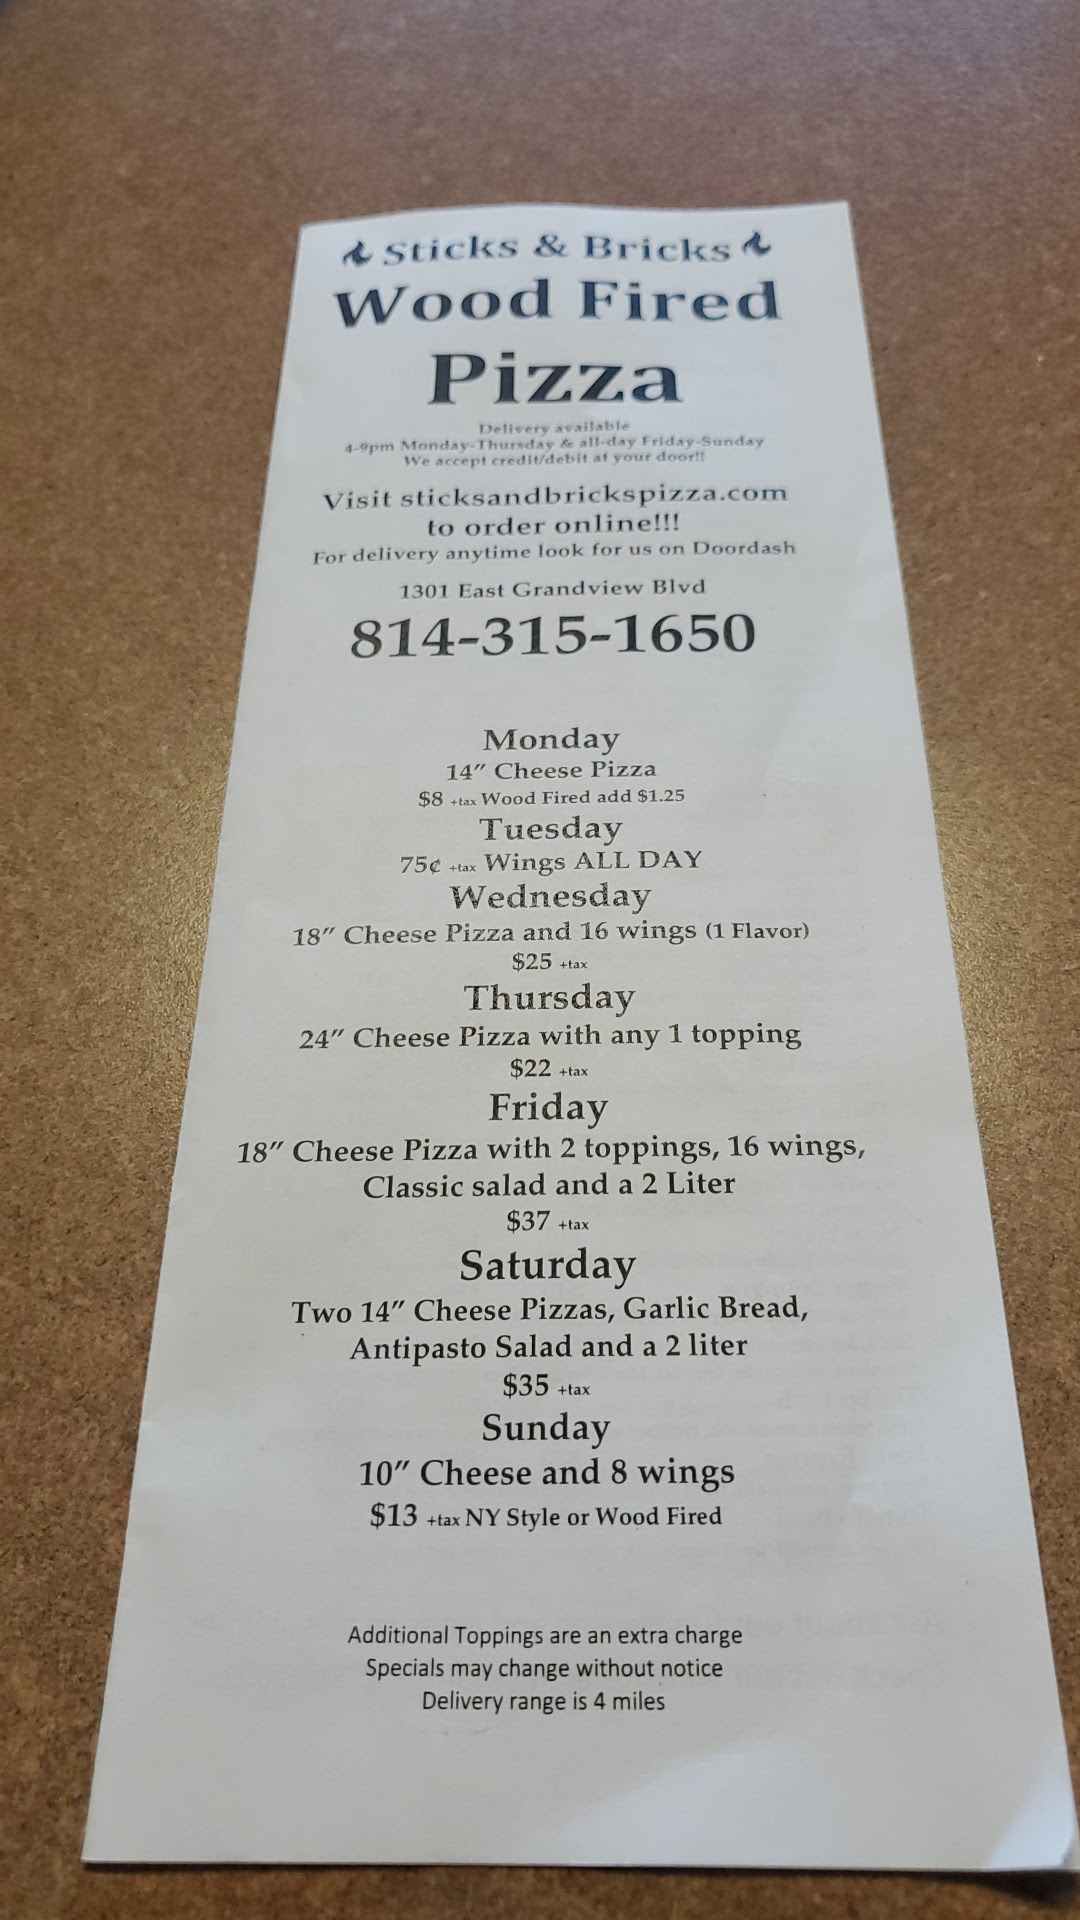 Sticks & Bricks
Wood Fired
Pizza
Delivery available
4-9pm Monday-Thursday & all-day Friday-Sunday
We accept credit/debit at your door!!
Visit sticksandbrickspizza.com
to order online!!!
For delivery anytime look for us on Doordash
1301 East Grandview Blvd
814-315-1650
Monday
14” Cheese Pizza
$8 +tax Wood Fired add $1.25
Tuesday
75¢ +tax Wings ALL DAY
Wednesday
18” Cheese Pizza and 16 wings (1 Flavor)
$25 +tax
Thursday
24” Cheese Pizza with any 1 topping
$22 +tax
Friday
18” Cheese Pizza with 2 toppings, 16 wings,
Classic salad and a 2 Liter
$37 +tax
Saturday
Two 14” Cheese Pizzas, Garlic Bread,
Antipasto Salad and a 2 liter
$35 +tax
Sunday
10” Cheese and 8 wings
$13 +tax NY Style or Wood Fired
Additional Toppings are an extra charge
Specials may change without notice
Delivery range is 4 miles